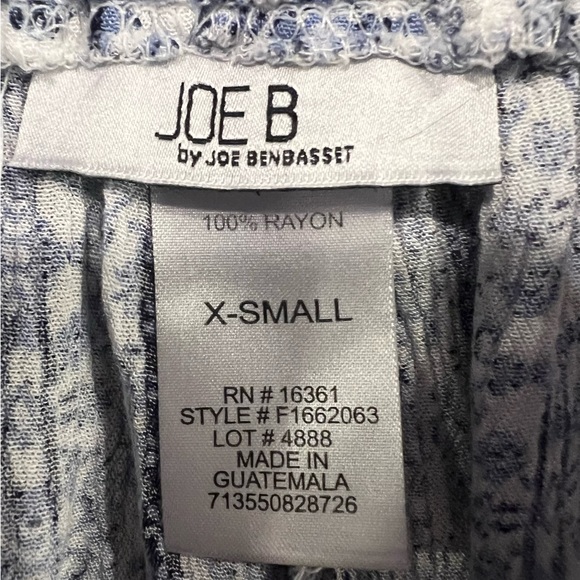 JOE B
by JOE BENBASSET
100% RAYON
X-SMALL
RN # 16361
STYLE # F1662063
LOT # 4888
MADE IN
GUATEMALA
713550828726